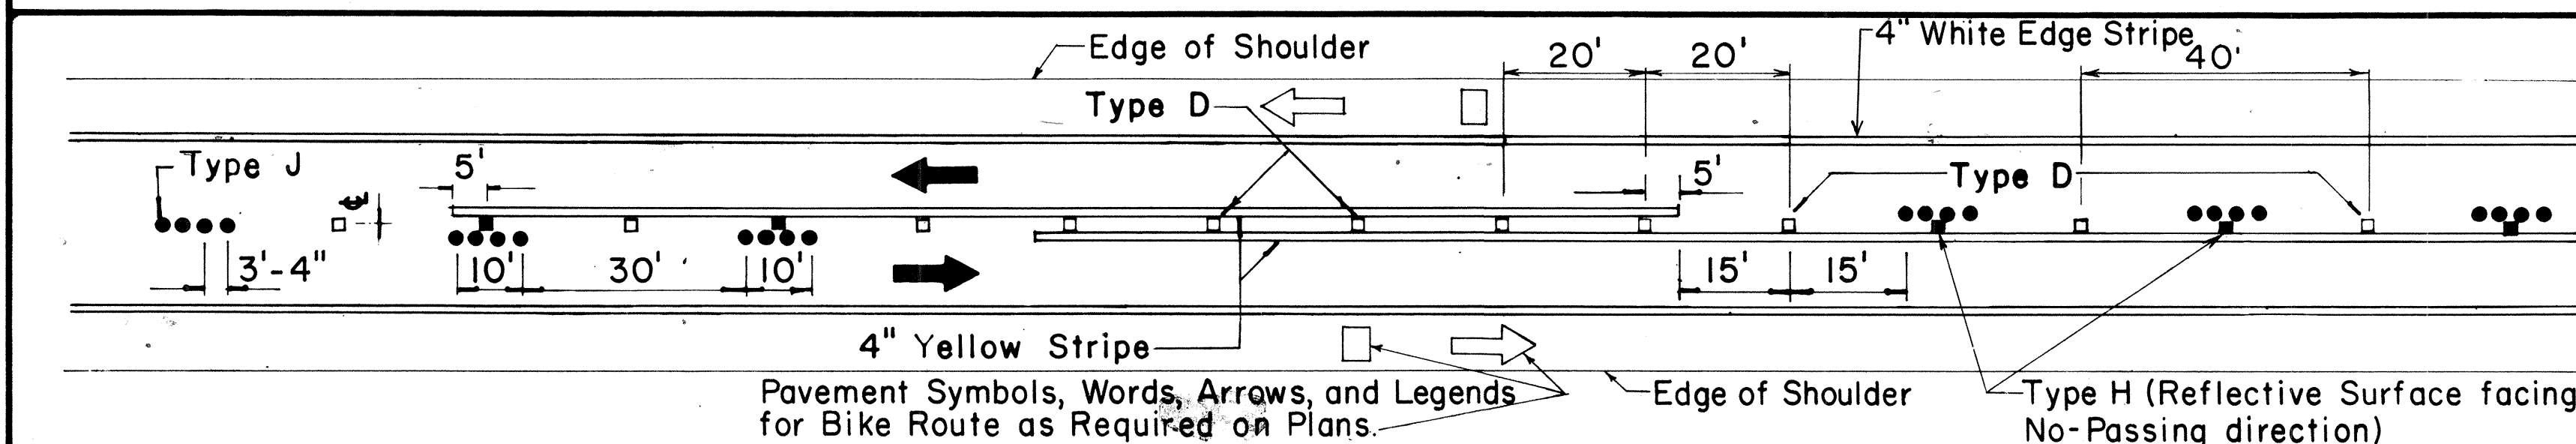 Edge of Shoulder
4" White Edge Stripe
20'
20'
40'
Type D
Type J
5'
5'
Type D
℄
3'-4"
10'
30'
10'
15'
15'
4" Yellow Stripe
Pavement Symbols, Words, Arrows, and Legends
for Bike Route as Required on Plans.
Edge of Shoulder
Type H (Reflective Surface facing
No-Passing direction)